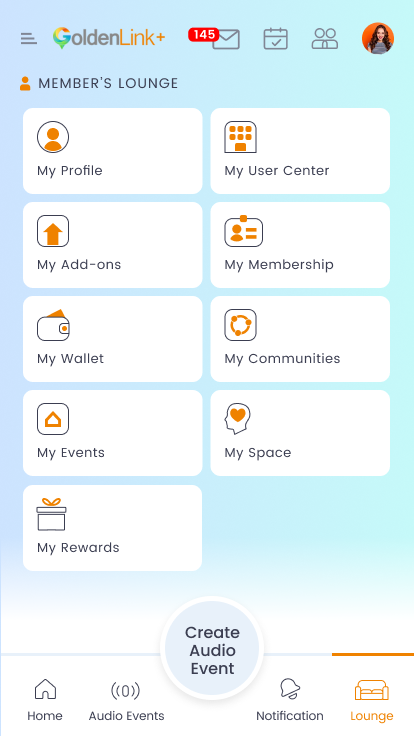 GoldenLink+
145
MEMBER'S LOUNGE
My Profile
My User Center
My Add-ons
My Membership
My Wallet
My Communities
My Events
My Space
My Rewards
Create
Audio
Event
Home
Audio Events
Notification
Lounge